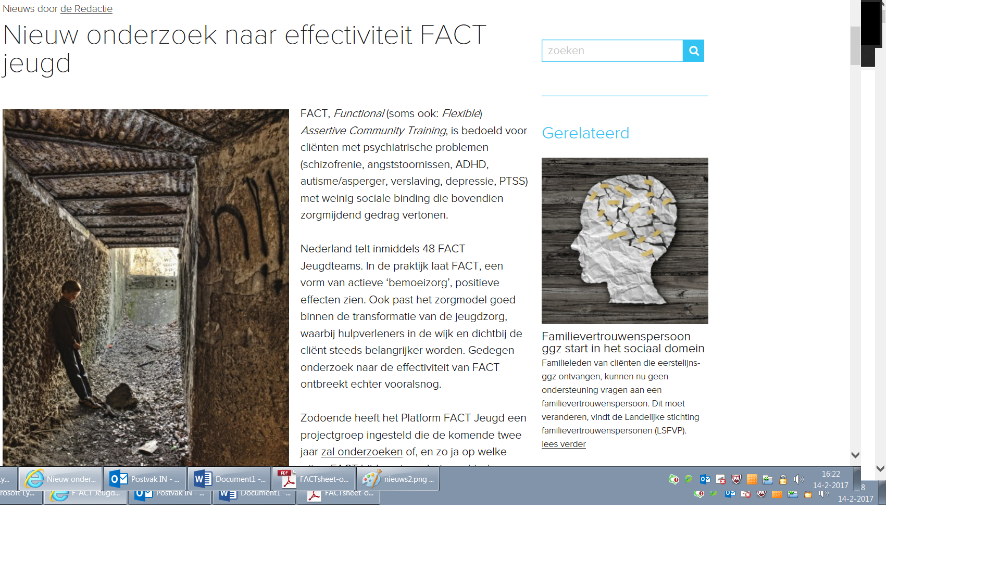 Nieuws door de Redactie
Nieuw onderzoek naar effectiviteit FACT
jeugd
zoeken
FACT, Functional (soms ook: Flexible)
Assertive Community Training, is bedoeld voor
cliënten met psychiatrische problemen
(schizofrenie, angststoornissen, ADHD,
autisme/asperger, verslaving, depressie, PTSS)
met weinig sociale binding die bovendien
zorgmijdend gedrag vertonen.
Nederland telt inmiddels 48 FACT
Jeugdteams. In de praktijk laat FACT, een
vorm van actieve ‘bemoeizorg’, positieve
effecten zien. Ook past het zorgmodel goed
binnen de transformatie van de jeugdzorg,
waarbij hulpverleners in de wijk en dichtbij de
cliënt steeds belangrijker worden. Gedegen
onderzoek naar de effectiviteit van FACT
ontbreekt echter vooralsnog.
Zodoende heeft het Platform FACT Jeugd een
projectgroep ingesteld die de komende twee
jaar zal onderzoeken of, en zo ja op welke
Gerelateerd
Familievertrouwenspersoon
ggz start in het sociaal domein
Familieleden van cliënten die eerstelijns-
ggz ontvangen, kunnen nu geen
ondersteuning vragen aan een
familievertrouwenspersoon. Dit moet
veranderen, vindt de Landelijke stichting
familievertrouwenspersonen (LSFVP).
lees verder
Ly... Nieuw onder... Postvak IN - ... Document1 -... FACTsheet-o... nieuws2.png ... 16:22
14-2-2017
rosoft Ly... F-ACT Jeugd... Postvak IN - ... Document1 -... FACTsheet-o... 8
14-2-2017